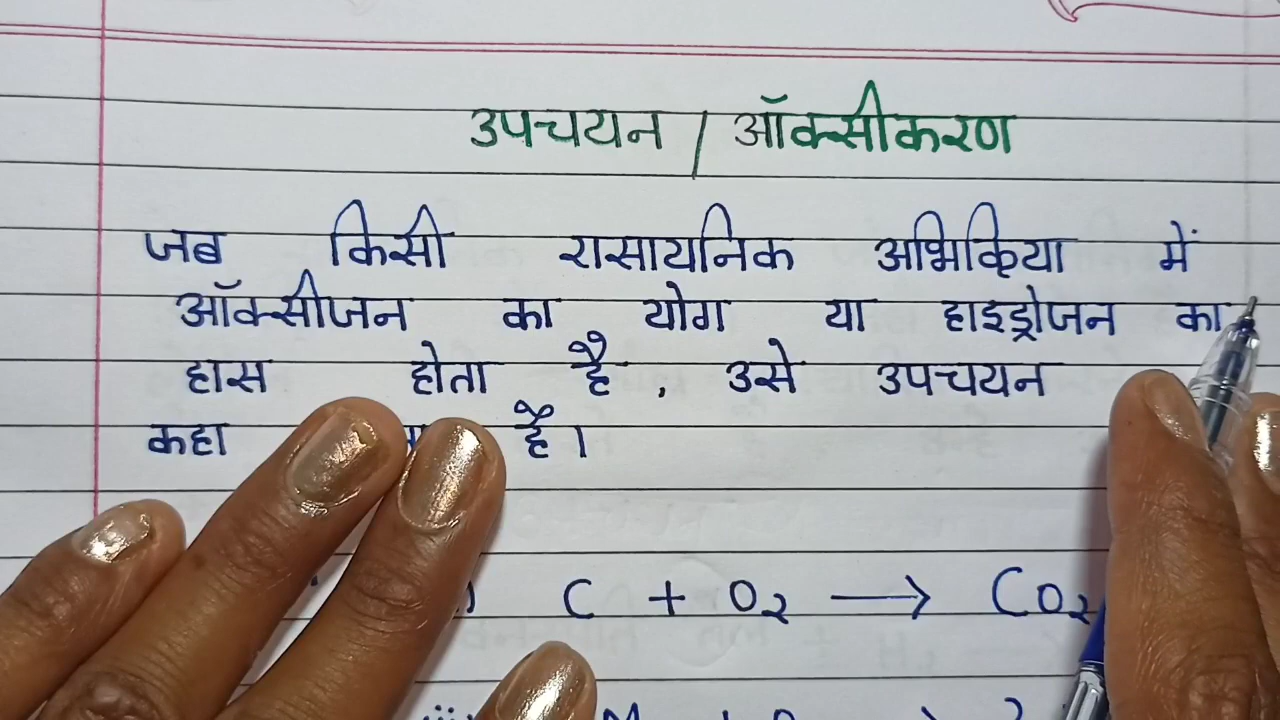 उपचयन / ऑक्सीकरण
जब किसी रासायनिक अभिक्रिया में
ऑक्सीजन का योग या हाइड्रोजन का
हास होता है, उसे उपचयन
कहा है।
C + O2 → CO2